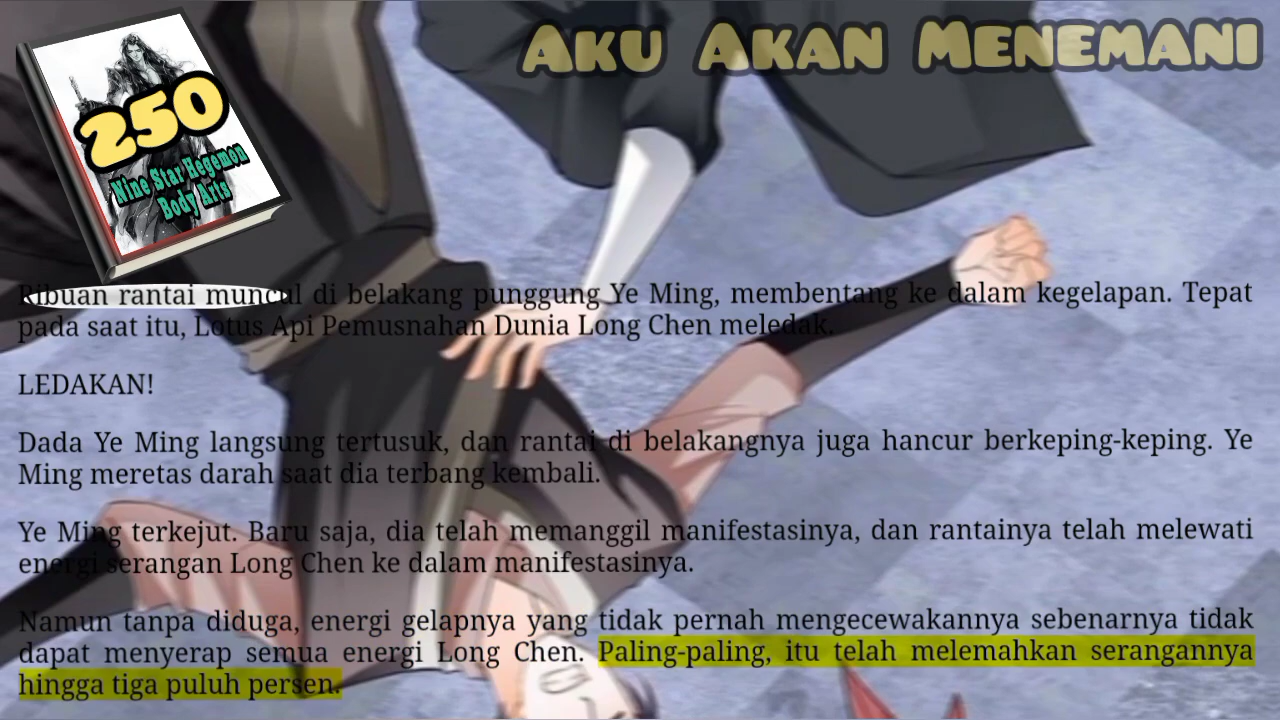 Aku Akan Menemani
250
Nine Star Hegemon
Body Arts
Ribuan rantai muncul di belakang punggung Ye Ming, membentang ke dalam kegelapan. Tepat
pada saat itu, Lotus Api Pemusnahan Dunia Long Chen meledak.
LEDAKAN!
Dada Ye Ming langsung tertusuk, dan rantai di belakangnya juga hancur berkeping-keping. Ye
Ming meretas darah saat dia terbang kembali.
Ye Ming terkejut. Baru saja, dia telah memanggil manifestasinya, dan rantainya telah melewati
energi serangan Long Chen ke dalam manifestasinya.
Namun tanpa diduga, energi gelapnya yang tidak pernah mengecewakannya sebenarnya tidak
dapat menyerap semua energi Long Chen. Paling-paling, itu telah melemahkan serangannya
hingga tiga puluh persen.